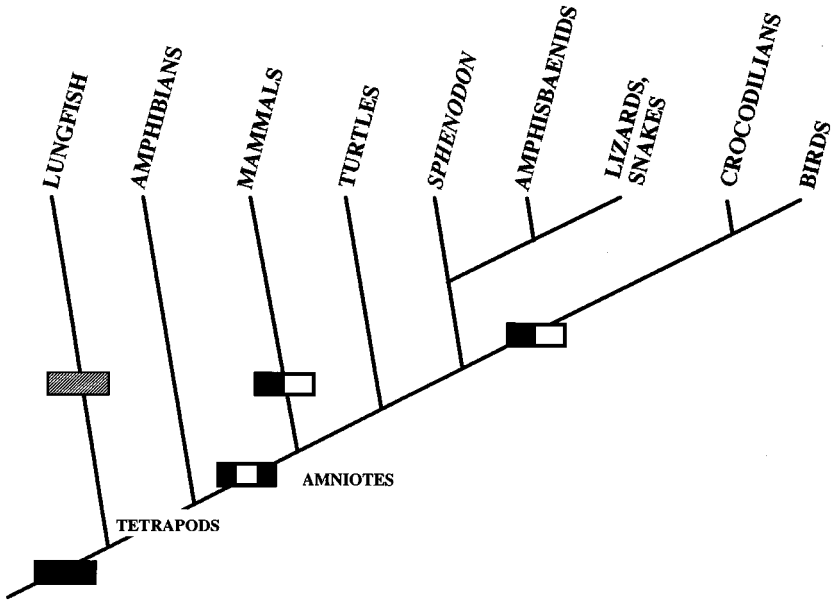 LUNGFISH
AMPHIBIANS
MAMMALS
TURTLES
SPHENODON
AMPHISBAENIDS
LIZARDS,
SNAKES
CROCODILIANS
BIRDS
AMNIOTES
TETRAPODS